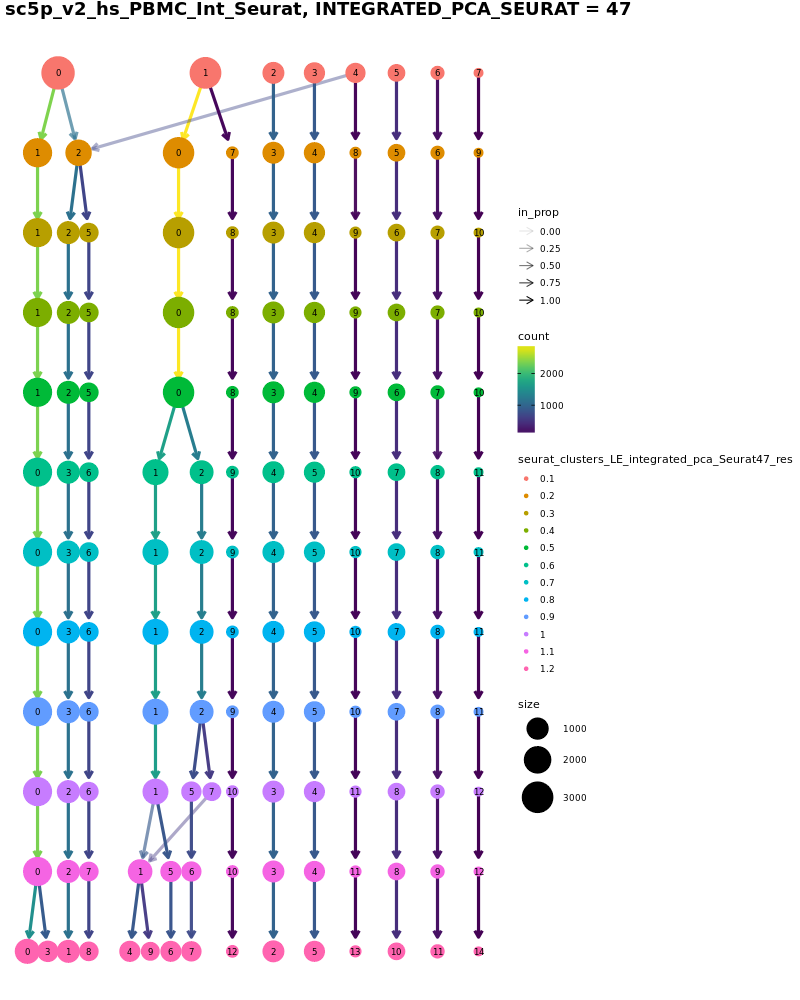 sc5p_v2_hs_PBMC_Int_Seurat, INTEGRATED_PCA_SEURAT = 47
0 1 2 3 4 5 6 7
1 2 0 7 3 4 8 5 6 9
1 2 5 0 8 3 4 9 6 7 10
1 2 5 0 8 3 4 9 6 7 10
1 2 5 0 8 3 4 9 6 7 10
0 3 6 1 2 9 4 5 10 7 8 11
0 3 6 1 2 9 4 5 10 7 8 11
0 3 6 1 2 9 4 5 10 7 8 11
0 3 6 1 2 9 4 5 10 7 8 11
0 2 6 1 5 7 10 3 4 11 8 9 12
0 2 7 1 5 6 10 3 4 11 8 9 12
0 3 1 8 4 9 6 7 12 2 5 13 10 11 14
in_prop
0.00
0.25
0.50
0.75
1.00
count
2000
1000
seurat_clusters_LE_integrated_pca_Seurat47_res
0.1
0.2
0.3
0.4
0.5
0.6
0.7
0.8
0.9
1
1.1
1.2
size
1000
2000
3000